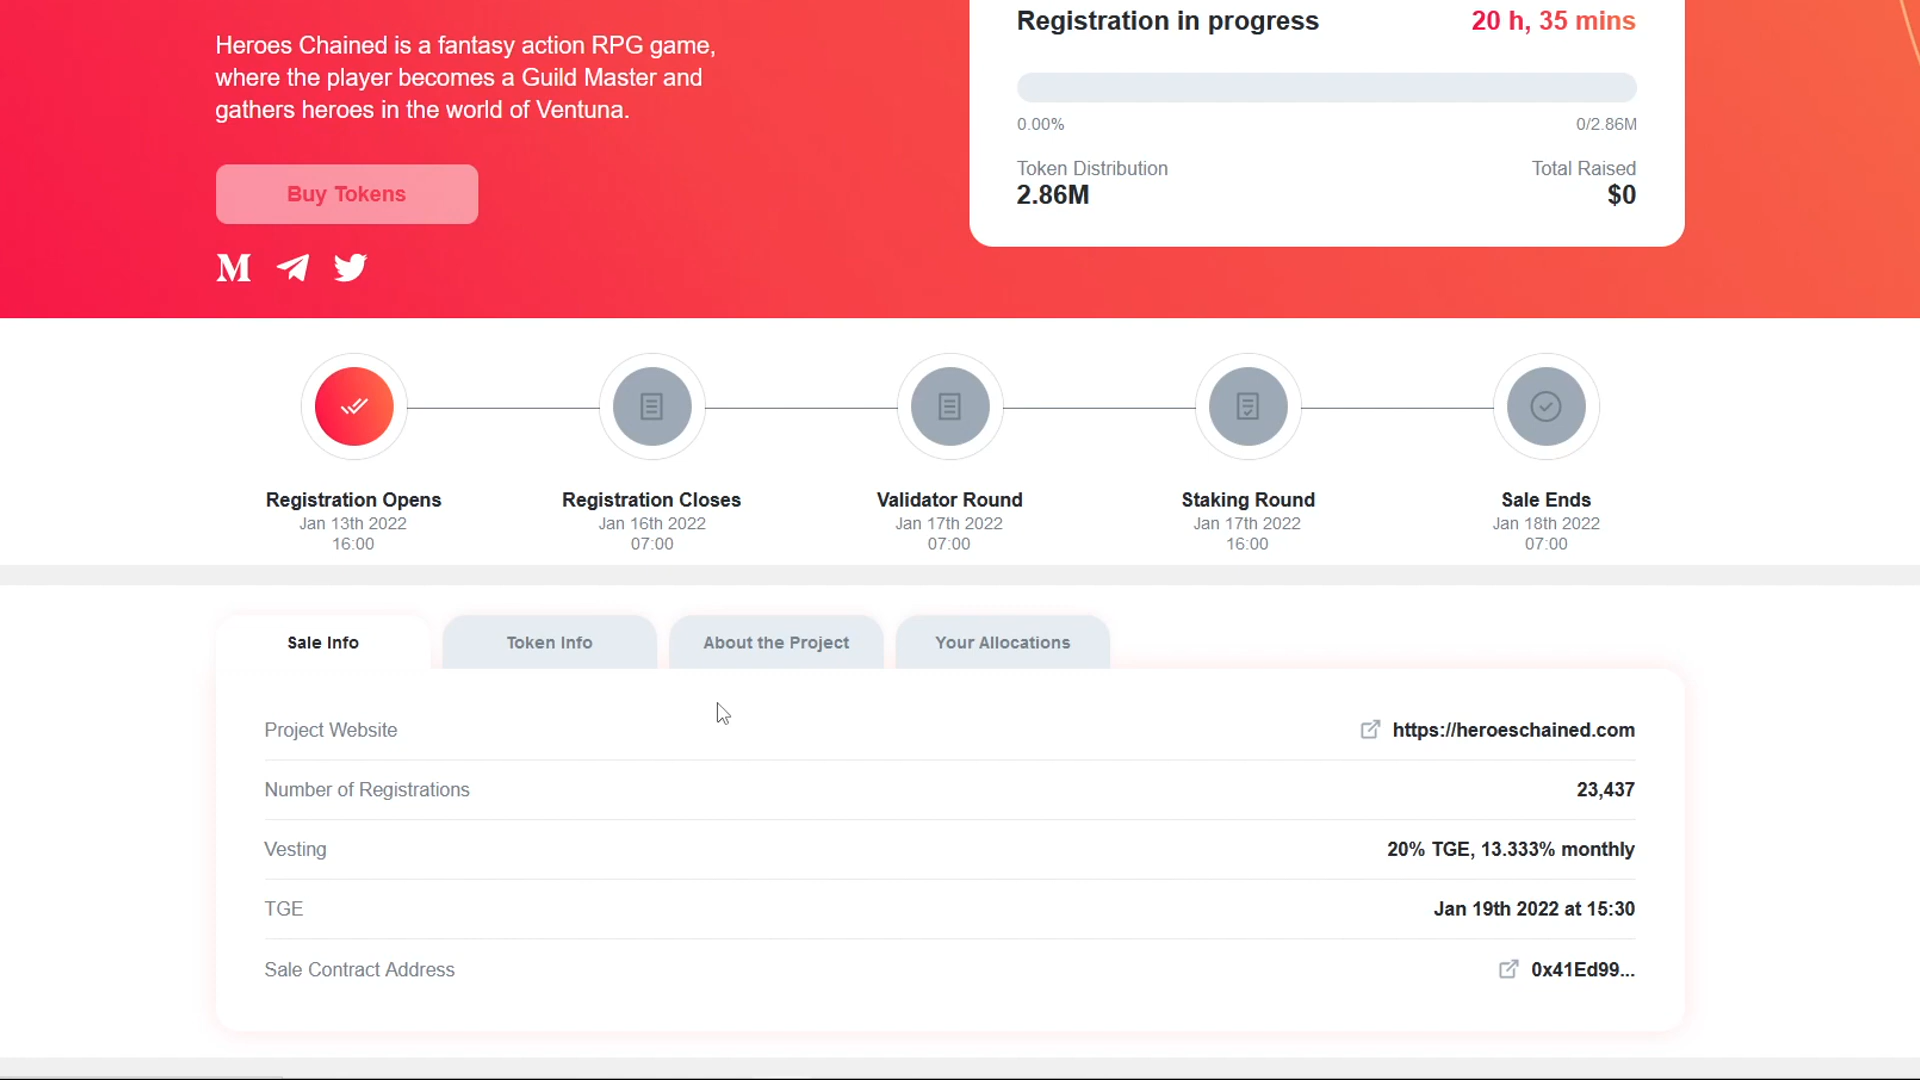 Heroes Chained is a fantasy action RPG game,
where the player becomes a Guild Master and
gathers heroes in the world of Ventuna.
Buy Tokens
M
Registration in progress 20 h, 35 mins
0.00% 0/2.86M
Token Distribution Total Raised
2.86M $0
Registration Opens
Jan 13th 2022
16:00
Registration Closes
Jan 16th 2022
07:00
Validator Round
Jan 17th 2022
07:00
Staking Round
Jan 17th 2022
16:00
Sale Ends
Jan 18th 2022
07:00
Sale Info Token Info About the Project Your Allocations
Project Website https://heroeschained.com
Number of Registrations 23,437
Vesting 20% TGE, 13.333% monthly
TGE Jan 19th 2022 at 15:30
Sale Contract Address 0x41Ed99...